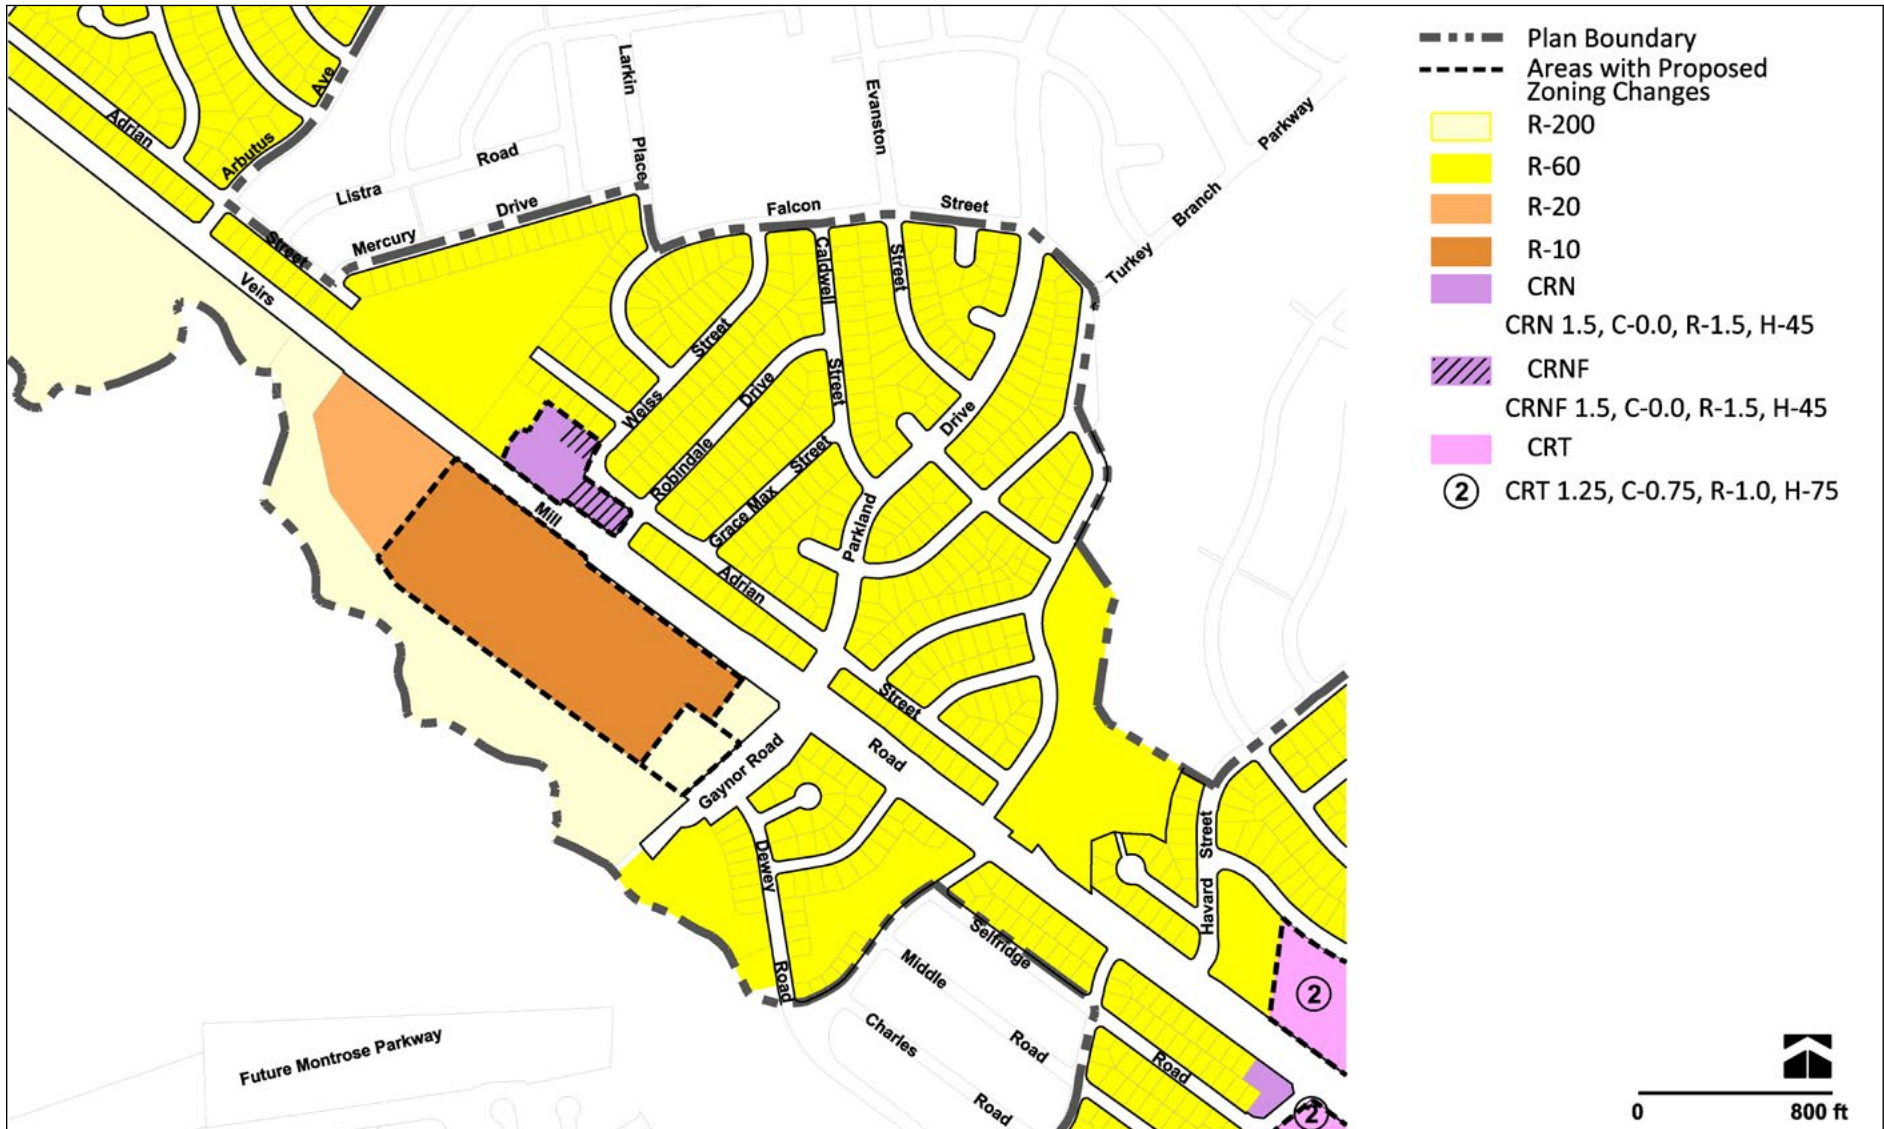 Plan Boundary
Areas with Proposed
Zoning Changes
R-200
R-60
R-20
R-10
CRN
CRN 1.5, C-0.0, R-1.5, H-45
CRNF
CRNF 1.5, C-0.0, R-1.5, H-45
CRT
2 CRT 1.25, C-0.75, R-1.0, H-75
Adrian
Street
Arbutus
Ave
Veirs
Listra
Road
Mercury
Drive
Larkin
Place
Falcon
Street
Evanston
Street
Turkey
Branch
Parkway
Caldwell
Street
Weiss
Street
Robindale
Drive
Grace Max
Street
Parkland
Drive
Mill
Adrian
Street
Road
Gaynor Road
Dewey
Road
Havard
Street
Selfridge
Road
Middle
Road
Charles
Road
Future Montrose Parkway
2
2
0 800 ft